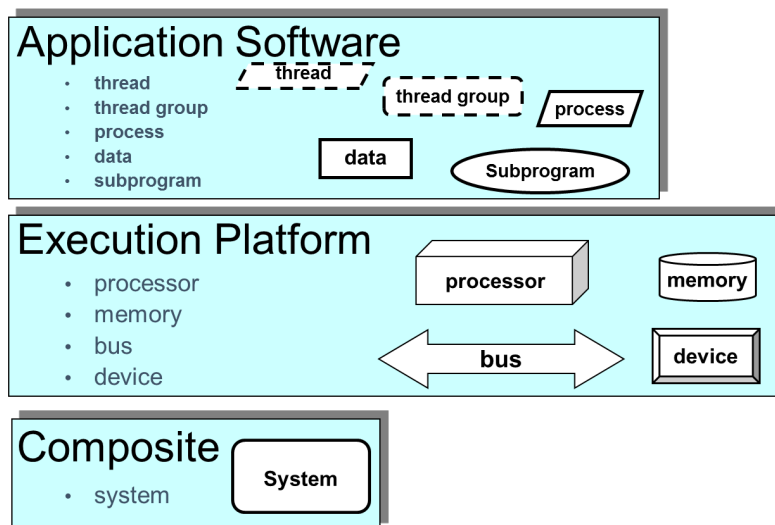 Application Software
• thread
• thread group
• process
• data
• subprogram
thread
thread group
process
data
Subprogram
Execution Platform
• processor
• memory
• bus
• device
processor
memory
bus
device
Composite
• system
System